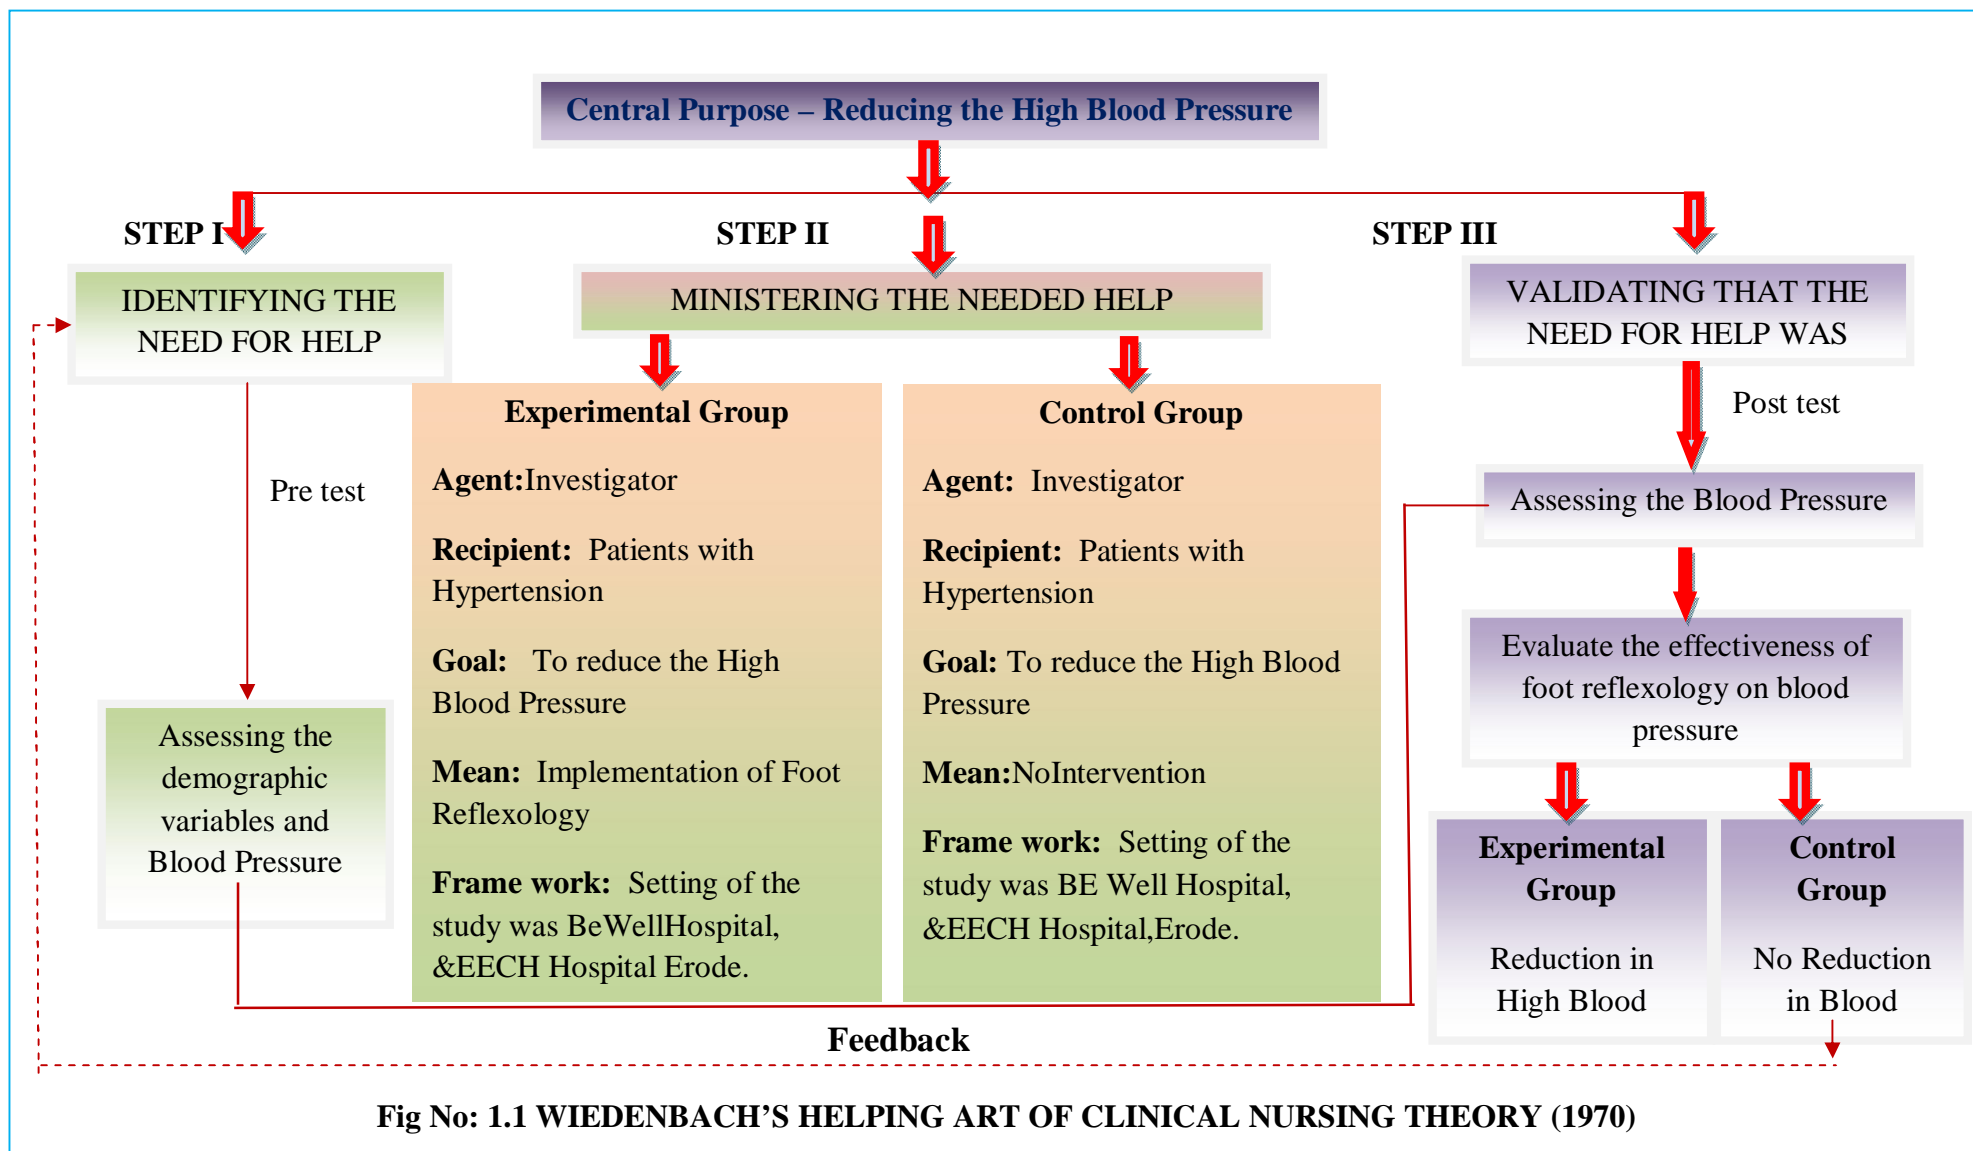 Central Purpose – Reducing the High Blood Pressure
STEP I
STEP II
STEP III
IDENTIFYING THE
NEED FOR HELP
MINISTERING THE NEEDED HELP
VALIDATING THAT THE
NEED FOR HELP WAS
Pre test
Assessing the
demographic
variables and
Blood Pressure
Experimental Group
Agent:Investigator
Recipient: Patients with
Hypertension
Goal: To reduce the High
Blood Pressure
Mean: Implementation of Foot
Reflexology
Frame work: Setting of the
study was BeWellHospital,
&EECH Hospital Erode.
Control Group
Agent: Investigator
Recipient: Patients with
Hypertension
Goal: To reduce the High Blood
Pressure
Mean:NoIntervention
Frame work: Setting of the
study was BE Well Hospital,
&EECH Hospital,Erode.
Post test
Assessing the Blood Pressure
Evaluate the effectiveness of
foot reflexology on blood
pressure
Experimental
Group
Reduction in
High Blood
Control
Group
No Reduction
in Blood
Feedback
Fig No: 1.1 WIEDENBACH’S HELPING ART OF CLINICAL NURSING THEORY (1970)